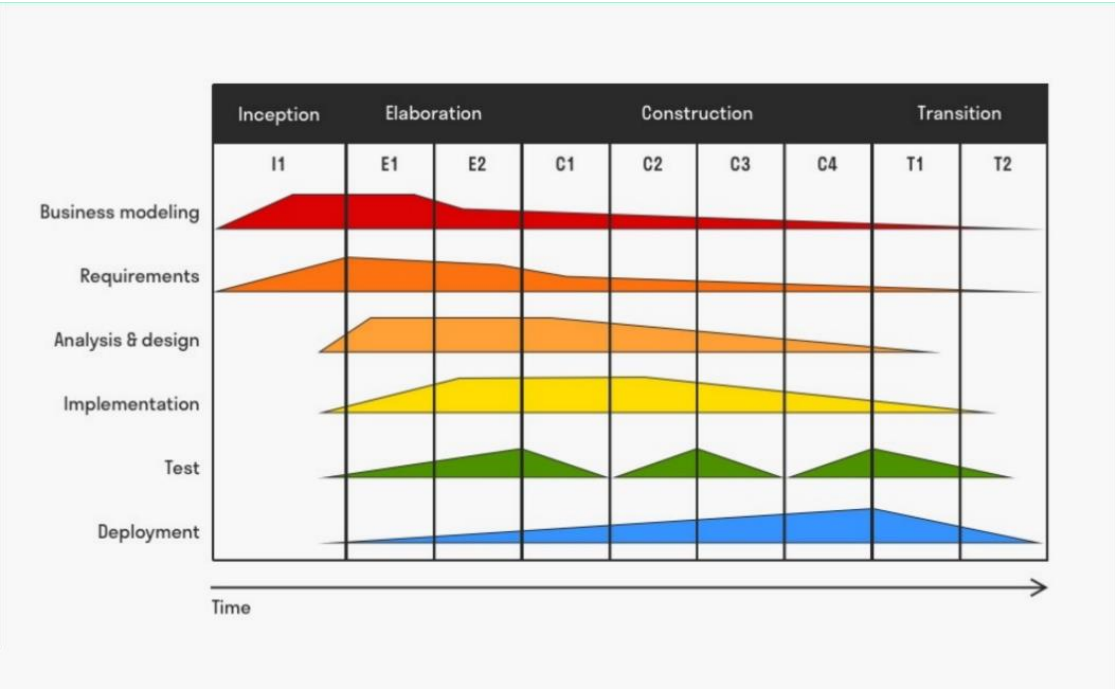 Inception Elaboration Construction Transition
I1 E1 E2 C1 C2 C3 C4 T1 T2
Business modeling
Requirements
Analysis & design
Implementation
Test
Deployment
Time